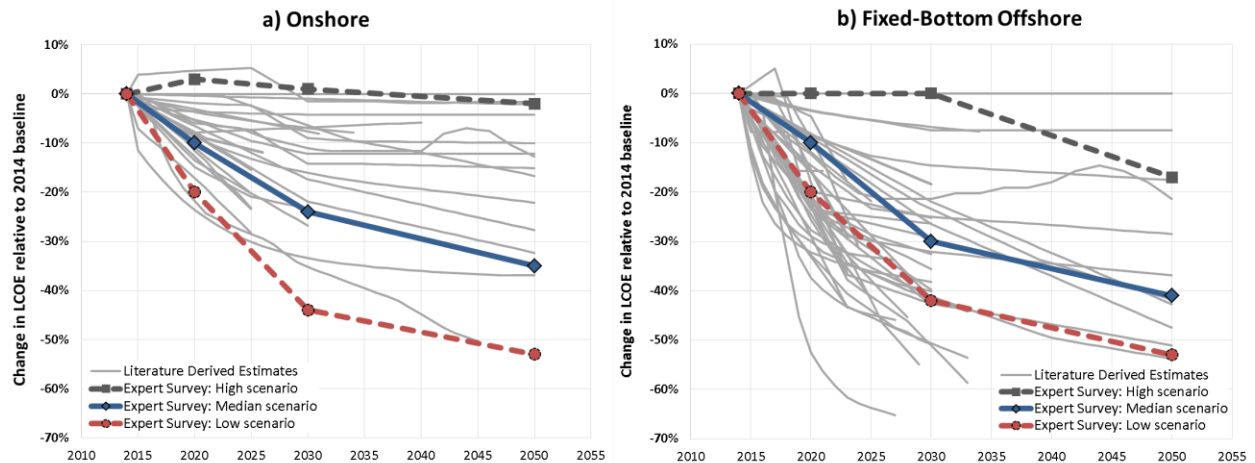 a) Onshore
Change in LCOE relative to 2014 baseline
10%
0%
-10%
-20%
-30%
-40%
-50%
-60%
-70%
Literature Derived Estimates
Expert Survey: High scenario
Expert Survey: Median scenario
Expert Survey: Low scenario
2010 2015 2020 2025 2030 2035 2040 2045 2050 2055
b) Fixed-Bottom Offshore
Change in LCOE relative to 2014 baseline
10%
0%
-10%
-20%
-30%
-40%
-50%
-60%
-70%
Literature Derived Estimates
Expert Survey: High scenario
Expert Survey: Median scenario
Expert Survey: Low scenario
2010 2015 2020 2025 2030 2035 2040 2045 2050 2055